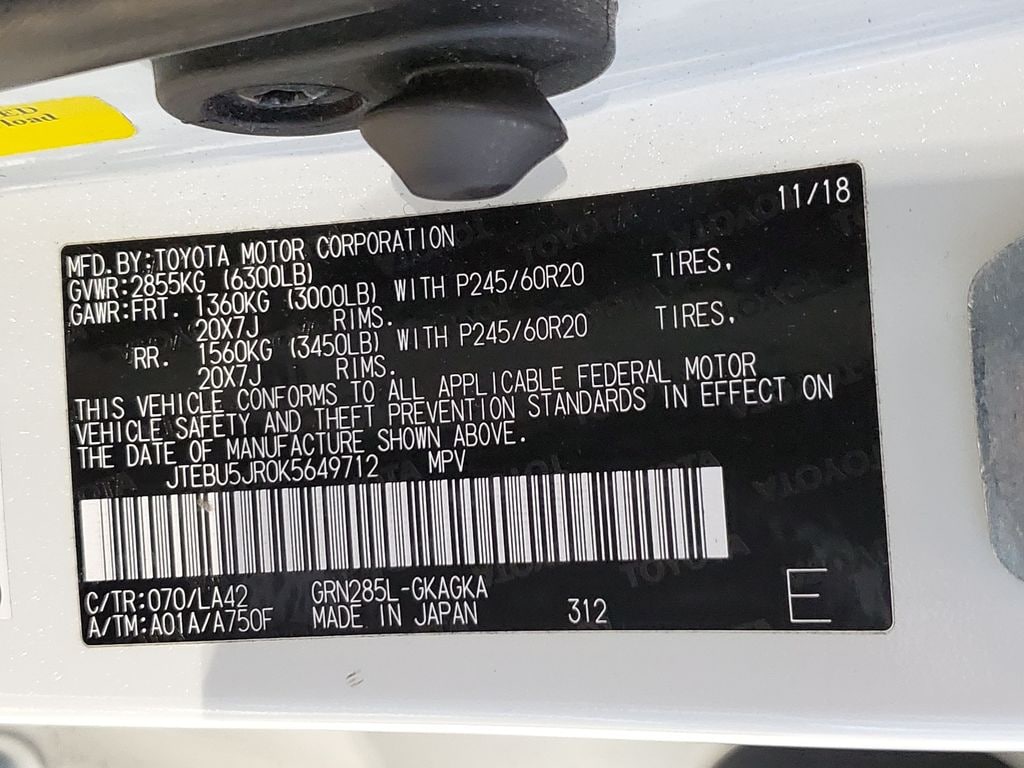 ED
load
11/18
MFD.BY:TOYOTA MOTOR CORPORATION
GVWR:2855KG (6300LB)
GAWR:FRT. 1360KG (3000LB) WITH P245/60R20 TIRES,
20X7J RIMS.
RR. 1560KG (3450LB) WITH P245/60R20 TIRES,
20X7J RIMS.
THIS VEHICLE CONFORMS TO ALL APPLICABLE FEDERAL MOTOR
VEHICLE SAFETY AND THEFT PREVENTION STANDARDS IN EFFECT ON
THE DATE OF MANUFACTURE SHOWN ABOVE.
JTEBU5JR0K5649712 MPV
C/TR:070/LA42 GRN285L-GKAGKA
A/TM:A01A/A750F MADE IN JAPAN 312
E